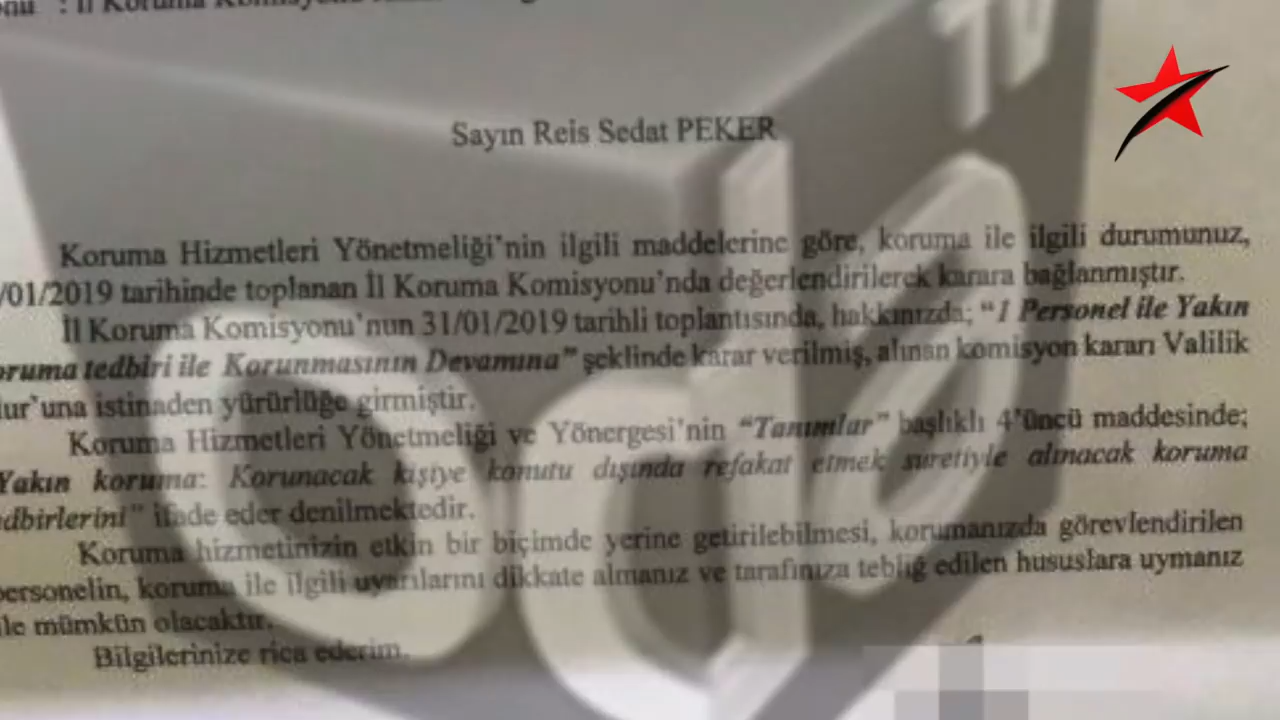 : İl Koruma Komisyonu
Sayın Reis Sedat PEKER
Koruma Hizmetleri Yönetmeliği'nin ilgili maddelerine göre, koruma ile ilgili durumunuz,
/01/2019 tarihinde toplanan İl Koruma Komisyonu'nda değerlendirilerek karara bağlanmıştır.
İl Koruma Komisyonu'nun 31/01/2019 tarihli toplantısında, hakkınızda; "1 Personel ile Yakın
oruma tedbiri ile Korunmasının Devamına" şeklinde karar verilmiş, alınan komisyon kararı Valilik
lur'una istinaden yürürlüğe girmiştir.
Koruma Hizmetleri Yönetmeliği ve Yönergesi'nin "Tanımlar" başlıklı 4'üncü maddesinde;
Yakın koruma: Korunacak kişiye konutu dışında refakat etmek suretiyle alınacak koruma
edbirlerini" ifade eder denilmektedir.
Koruma hizmetinizin etkin bir biçimde yerine getirilebilmesi, korumanızda görevlendirilen
personelin, koruma ile ilgili uyarılarını dikkate almanız ve tarafınıza tebliğ edilen hususlara uymanız
ile mümkün olacaktır.
Bilgilerinize rica ederim.
oda TV